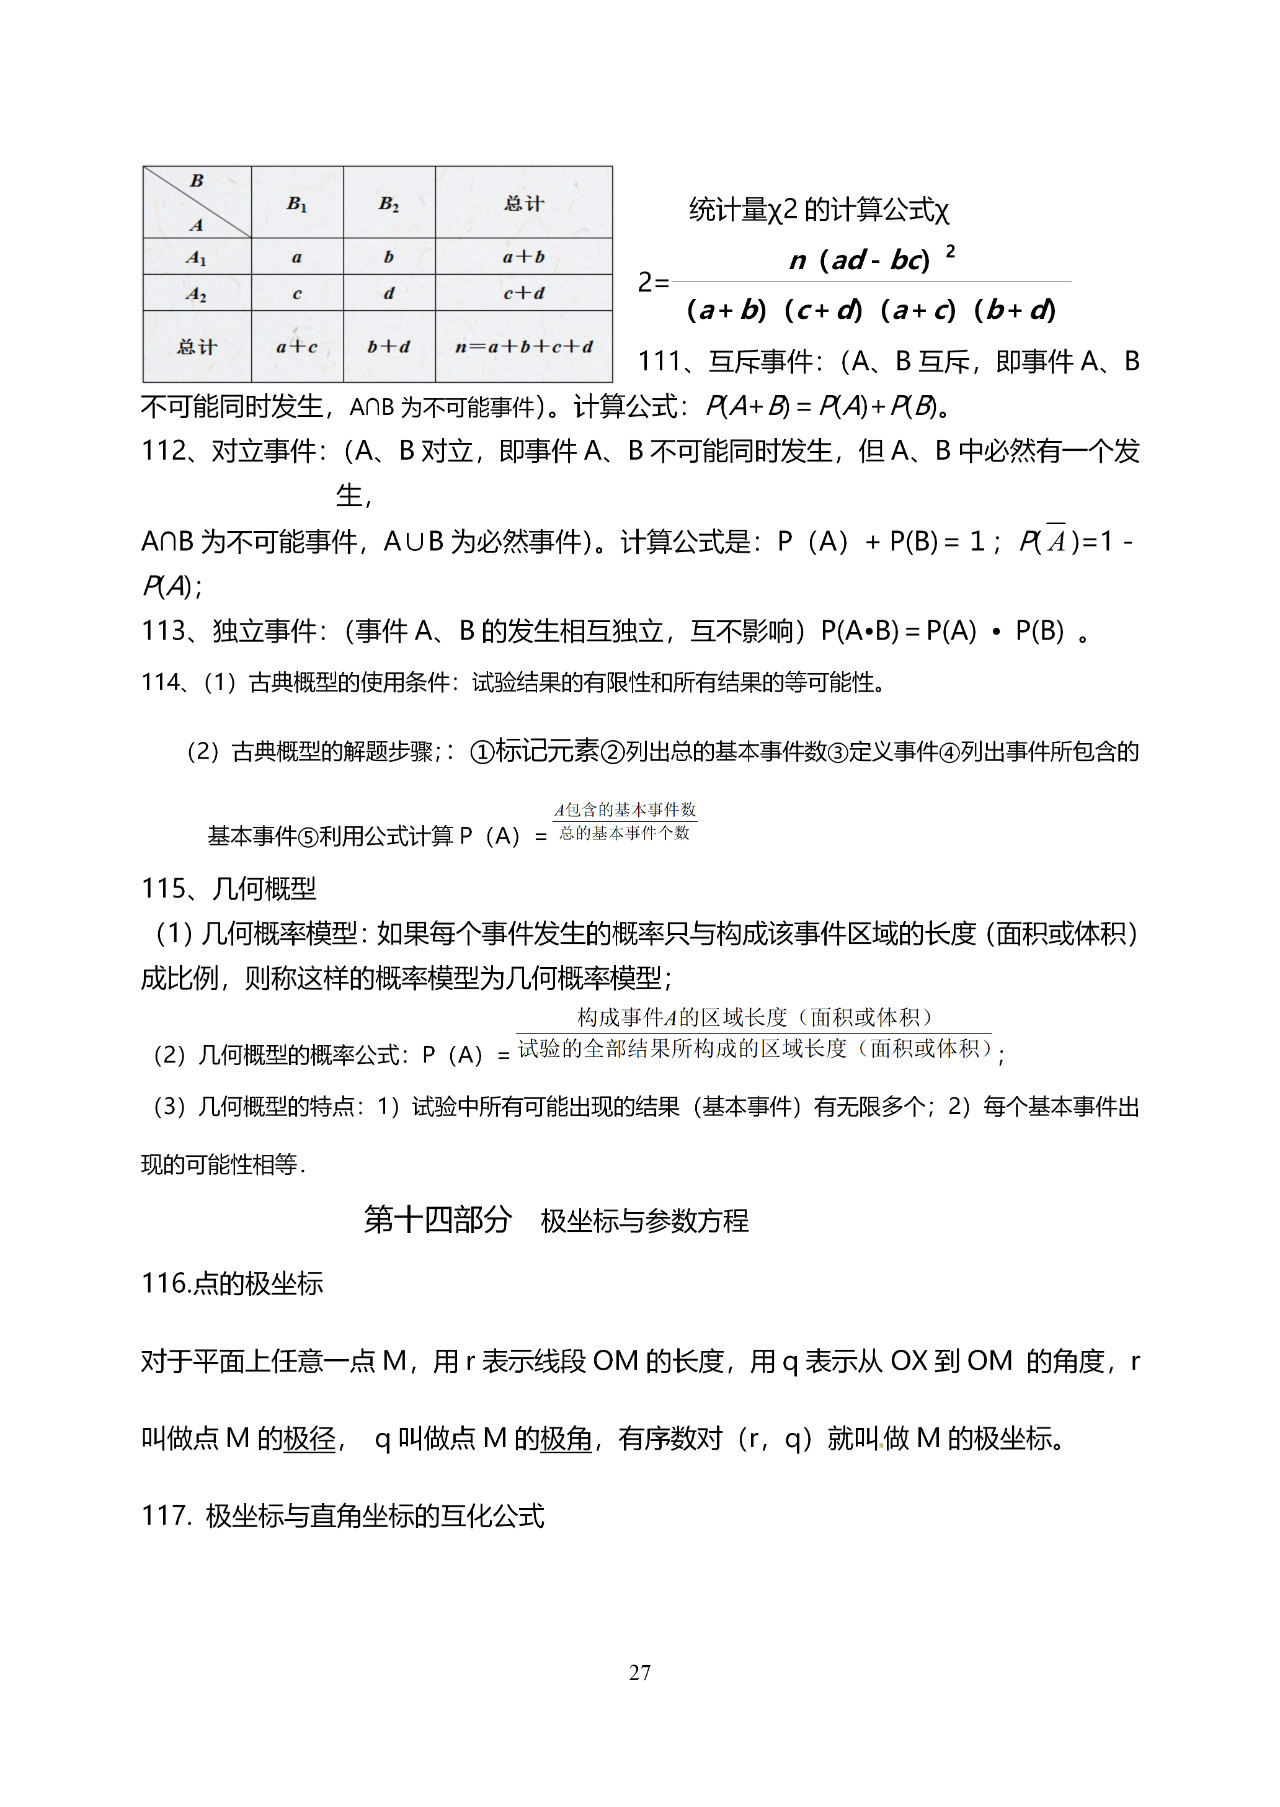 B
A
B₁ B₂ 总计
A₁ a b a+b
A₂ c d c+d
总计 a+c b+d n=a+b+c+d
统计量χ2 的计算公式χ
2=
n（ad - bc）²
（a + b）（c + d）（a + c）（b + d）
111、互斥事件：（A、B 互斥，即事件 A、B
不可能同时发生，A∩B 为不可能事件）。计算公式：P(A+B) = P(A)+P(B)。
112、对立事件：（A、B 对立，即事件 A、B 不可能同时发生，但 A、B 中必然有一个发
生，
A∩B 为不可能事件，A∪B 为必然事件）。计算公式是：P（A）+ P(B) = 1；P( A̅ )=1 -
P(A)；
113、独立事件：（事件 A、B 的发生相互独立，互不影响）P(A•B) = P(A) • P(B) 。
114、（1）古典概型的使用条件：试验结果的有限性和所有结果的等可能性。
（2）古典概型的解题步骤；：①标记元素②列出总的基本事件数③定义事件④列出事件所包含的
A包含的基本事件数
基本事件⑤利用公式计算 P（A）= 总的基本事件个数
115、几何概型
（1）几何概率模型：如果每个事件发生的概率只与构成该事件区域的长度（面积或体积）
成比例，则称这样的概率模型为几何概率模型；
构成事件A的区域长度（面积或体积）
（2）几何概型的概率公式：P（A）= 试验的全部结果所构成的区域长度（面积或体积）；
（3）几何概型的特点：1）试验中所有可能出现的结果（基本事件）有无限多个；2）每个基本事件出
现的可能性相等.
第十四部分 极坐标与参数方程
116.点的极坐标
对于平面上任意一点 M，用 r 表示线段 OM 的长度，用 q 表示从 OX 到 OM 的角度，r
叫做点 M 的极径， q 叫做点 M 的极角，有序数对（r，q）就叫做 M 的极坐标。
117. 极坐标与直角坐标的互化公式
27